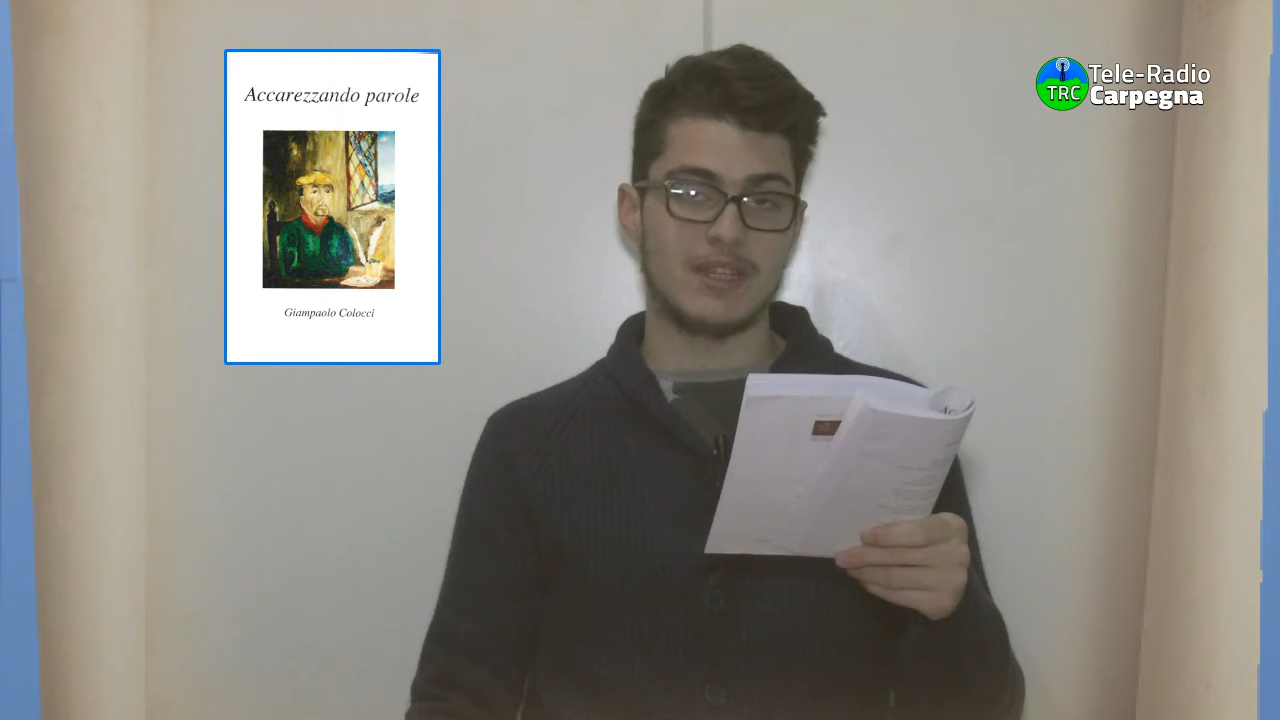 Accarezzando parole
Giampaolo Colocci
TRC
Tele-Radio
Carpegna